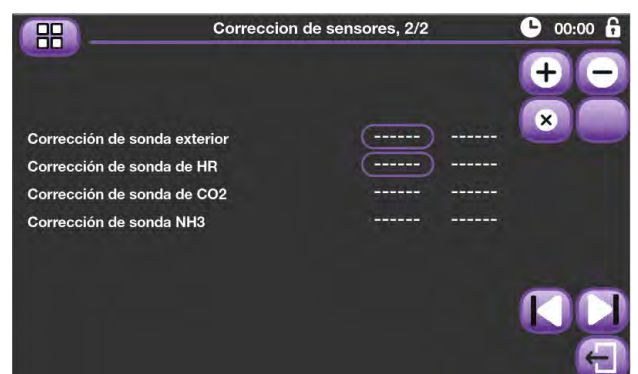 Correccion de sensores, 2/2 00:00
Corrección de sonda exterior ------ ------
Corrección de sonda de HR ------ ------
Corrección de sonda de CO2 ------ ------
Corrección de sonda NH3 ------ ------